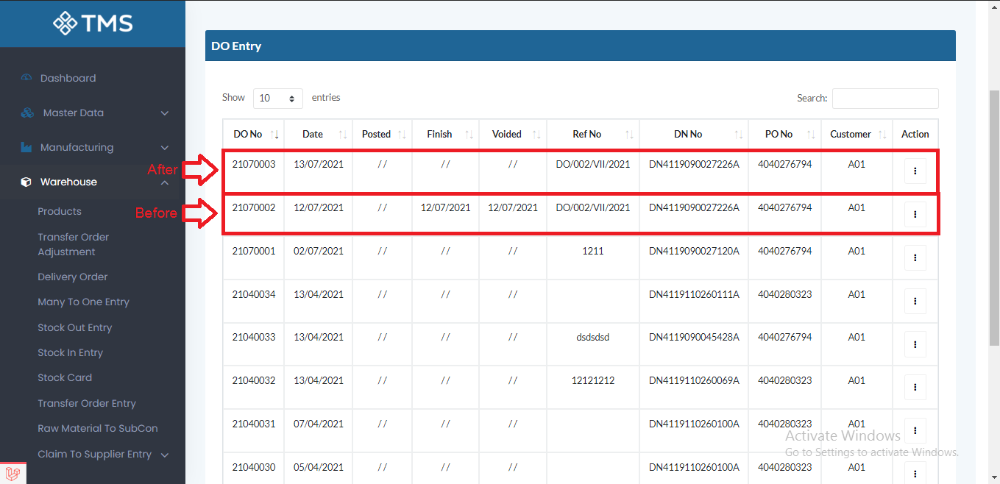 TMS
Dashboard
Master Data
Manufacturing
Warehouse
Products
Transfer Order
Adjustment
Delivery Order
Many To One Entry
Stock Out Entry
Stock In Entry
Stock Card
Transfer Order Entry
Raw Material To SubCon
Claim To Supplier Entry
After
Before
DO Entry
Show 10 entries Search:
DO No Date Posted Finish Voided Ref No DN No PO No Customer Action
21070003 13/07/2021 // // // DO/002/VII/2021 DN4119090027226A 4040276794 A01
21070002 12/07/2021 // 12/07/2021 12/07/2021 DO/002/VII/2021 DN4119090027226A 4040276794 A01
21070001 02/07/2021 // // // 1211 DN4119090027120A 4040276794 A01
21040034 13/04/2021 // // // DN4119110260111A 4040280323 A01
21040033 13/04/2021 // // // dsdsdsd DN4119090045428A 4040276794 A01
21040032 13/04/2021 // // // 12121212 DN4119110260069A 4040280323 A01
21040031 07/04/2021 // // // DN4119110260100A 4040280323 A01
21040030 05/04/2021 // // // DN4119110260100A 4040280323 A01
Activate Windows
Go to Settings to activate Windows.